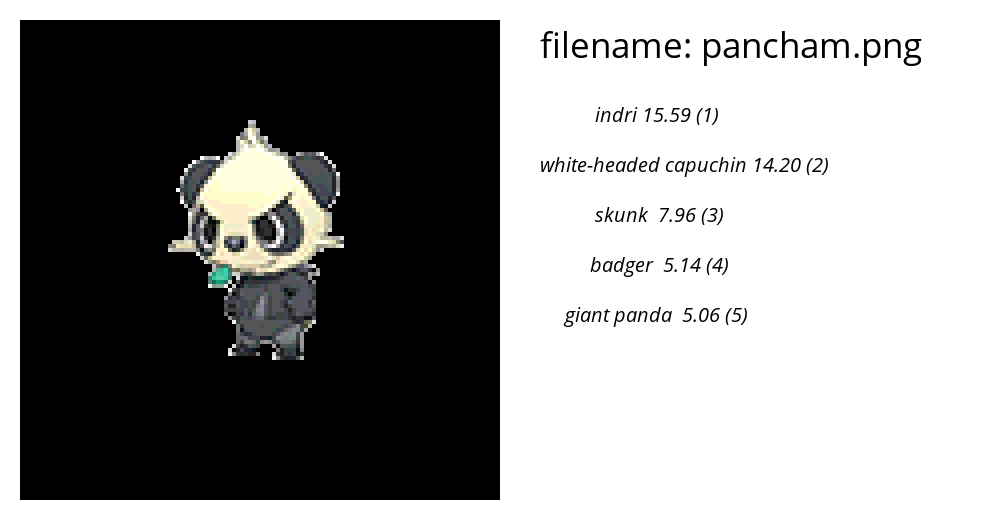 filename: pancham.png
indri 15.59 (1)
white-headed capuchin 14.20 (2)
skunk 7.96 (3)
badger 5.14 (4)
giant panda 5.06 (5)